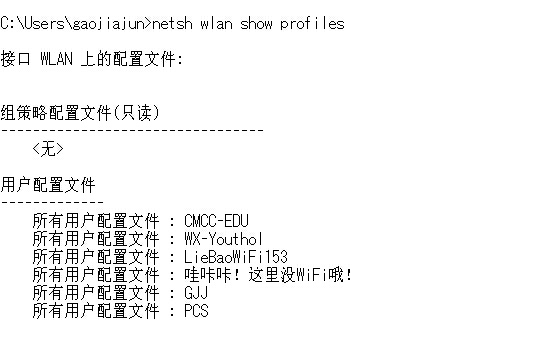 C:\Users\gaojiajun>netsh wlan show profiles
接口 WLAN 上的配置文件:
组策略配置文件(只读)
---------------------------------
<无>
用户配置文件
-------------
所有用户配置文件 : CMCC-EDU
所有用户配置文件 : WX-Youthol
所有用户配置文件 : LieBaoWiFi153
所有用户配置文件 : 哇咔咔！这里没WiFi哦！
所有用户配置文件 : GJJ
所有用户配置文件 : PCS